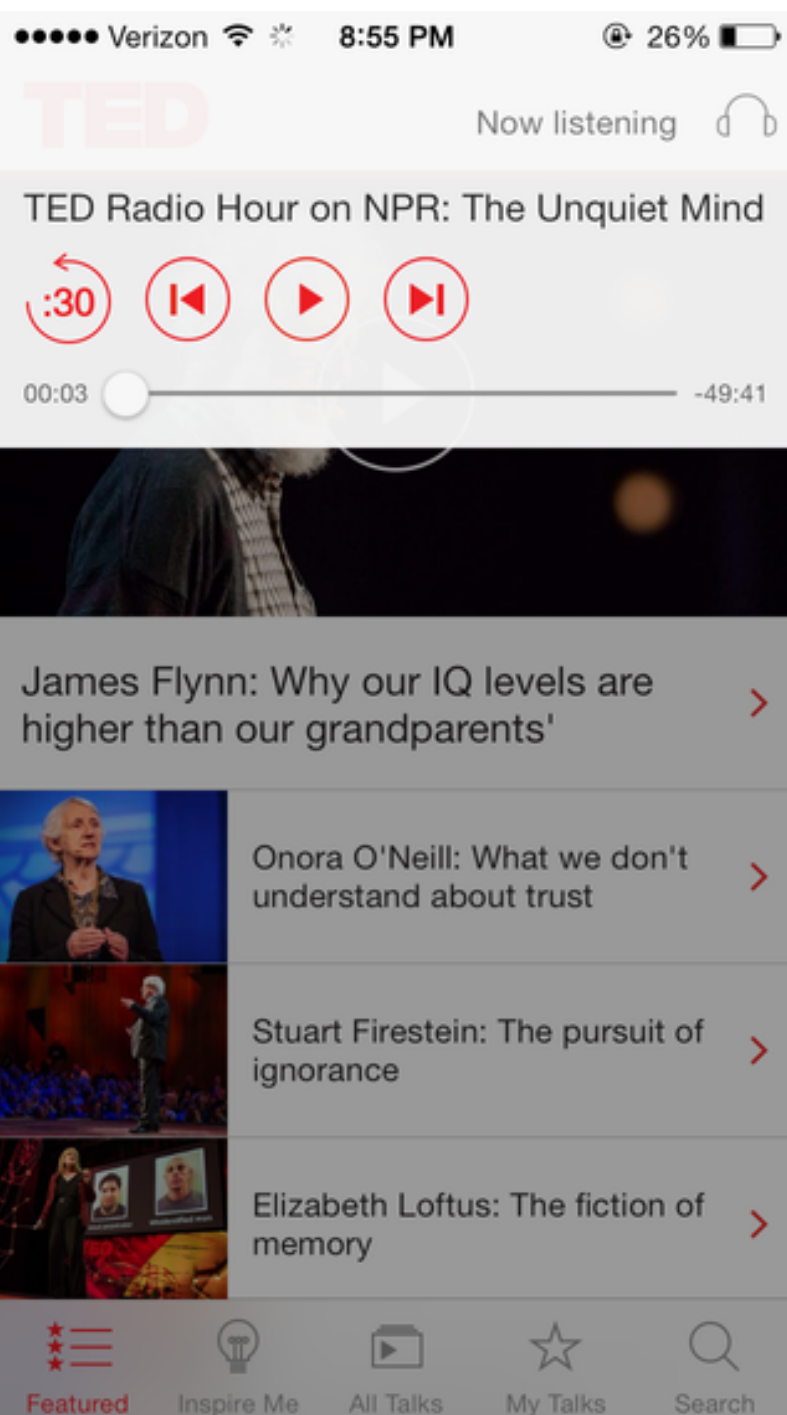 Verizon 8:55 PM 26%
TED Now listening
TED Radio Hour on NPR: The Unquiet Mind
:30
00:03 -49:41
James Flynn: Why our IQ levels are
higher than our grandparents'
Onora O'Neill: What we don't
understand about trust
Stuart Firestein: The pursuit of
ignorance
Elizabeth Loftus: The fiction of
memory
Featured Inspire Me All Talks My Talks Search